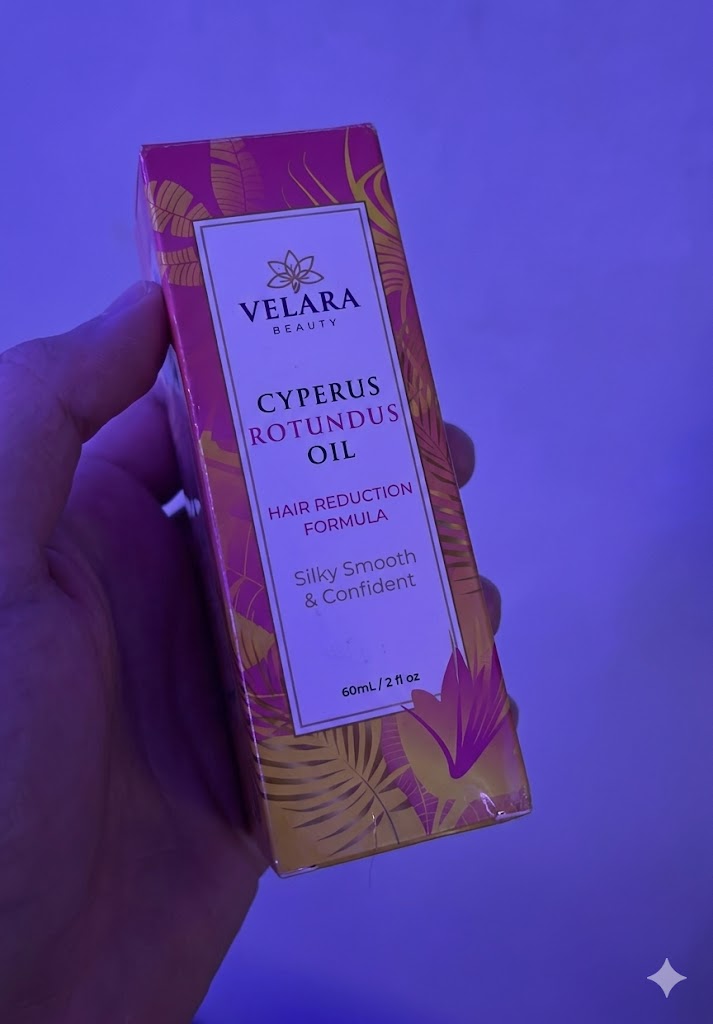 VELARA
BEAUTY
CYPERUS
ROTUNDUS
OIL
HAIR REDUCTION
FORMULA
Silky Smooth
& Confident
60mL / 2 fl oz